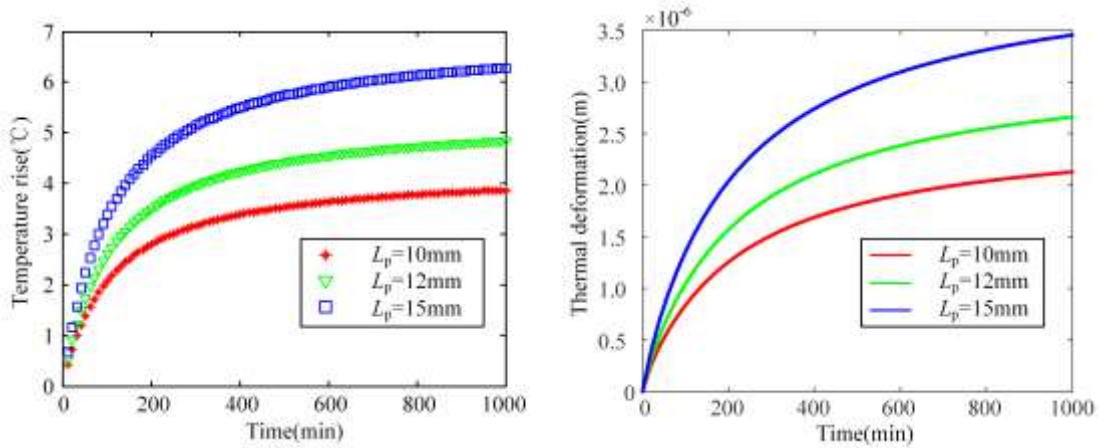 7
6
5
4
3
2
1
0
Temperature rise(℃)
0 200 400 600 800 1000
Time(min)
Lp=10mm
Lp=12mm
Lp=15mm
×10-6
3.5
3.0
2.5
2.0
1.5
1.0
0.5
0
Thermal deformation(m)
0 200 400 600 800 1000
Time(min)
Lp=10mm
Lp=12mm
Lp=15mm